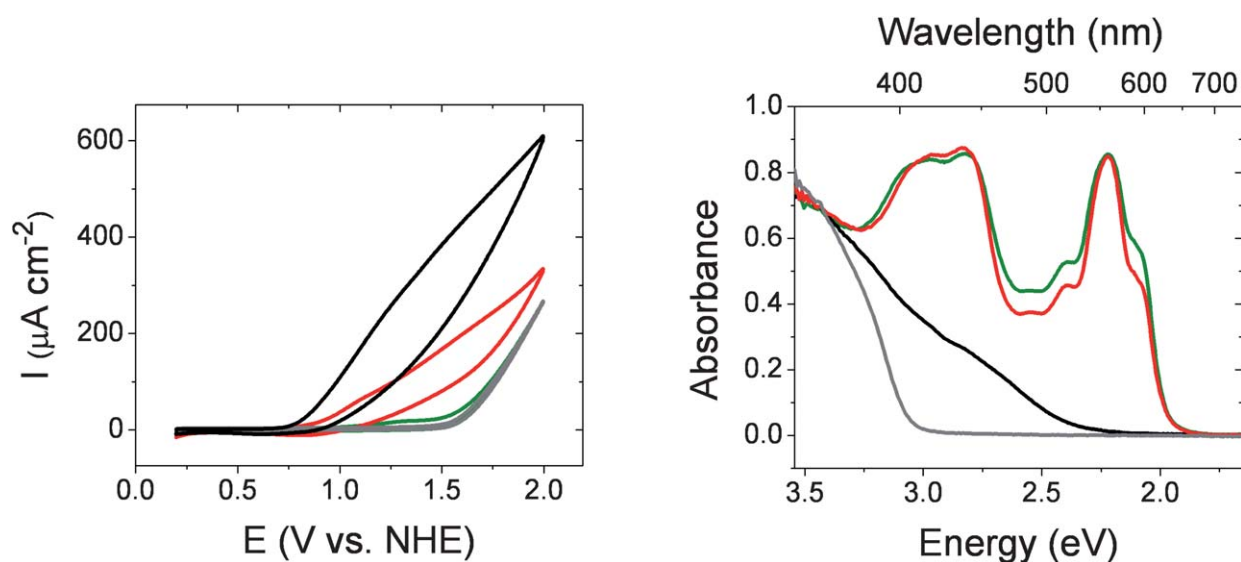 600
400
200
0
I (μA cm⁻²)
0.0 0.5 1.0 1.5 2.0
E (V vs. NHE)
Wavelength (nm)
400 500 600 700
1.0
0.8
0.6
0.4
0.2
0.0
Absorbance
3.5 3.0 2.5 2.0
Energy (eV)